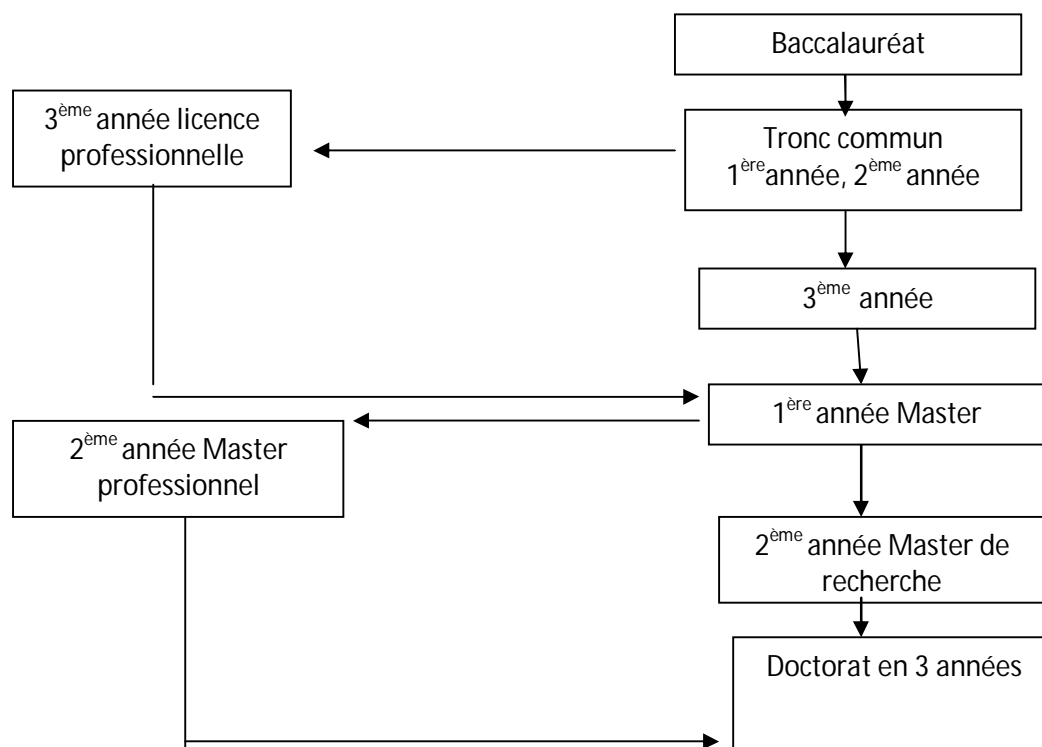 Baccalauréat
3ème année licence
professionnelle
Tronc commun
1ère année, 2ème année
3ème année
1ère année Master
2ème année Master
professionnel
2ème année Master de
recherche
Doctorat en 3 années